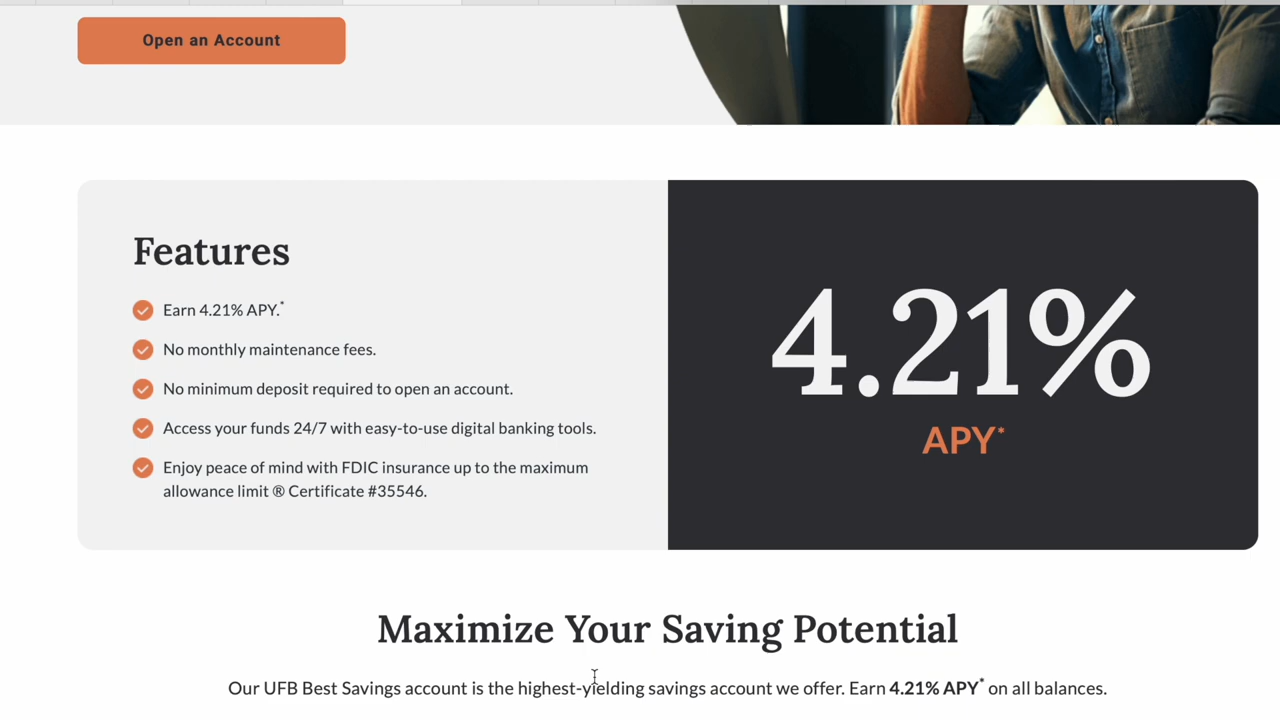 Open an Account
Features
Earn 4.21% APY.*
No monthly maintenance fees.
No minimum deposit required to open an account.
Access your funds 24/7 with easy-to-use digital banking tools.
Enjoy peace of mind with FDIC insurance up to the maximum
allowance limit ® Certificate #35546.
4.21%
APY*
Maximize Your Saving Potential
Our UFB Best Savings account is the highest-yielding savings account we offer. Earn 4.21% APY* on all balances.